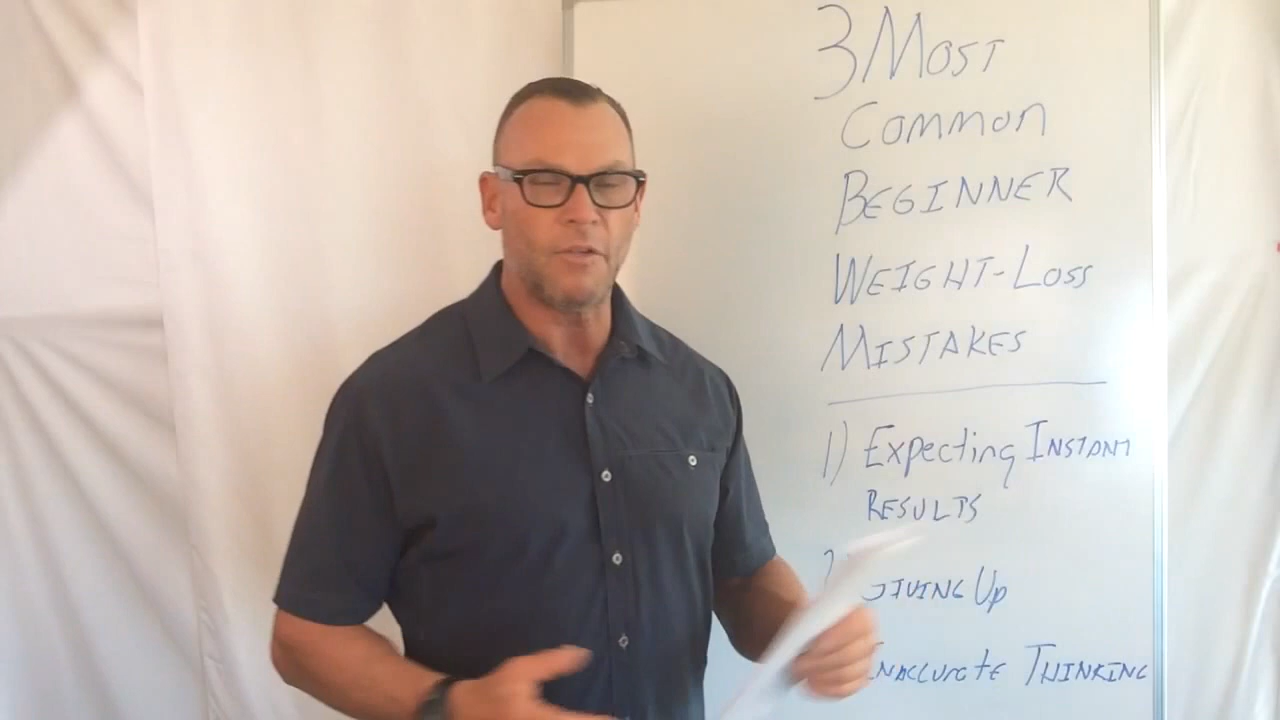 3 MOST
COMMON
BEGINNER
WEIGHT-LOSS
MISTAKES
1) Expecting INSTANT
RESULTS
GIVING Up
INACCURATE THINKING